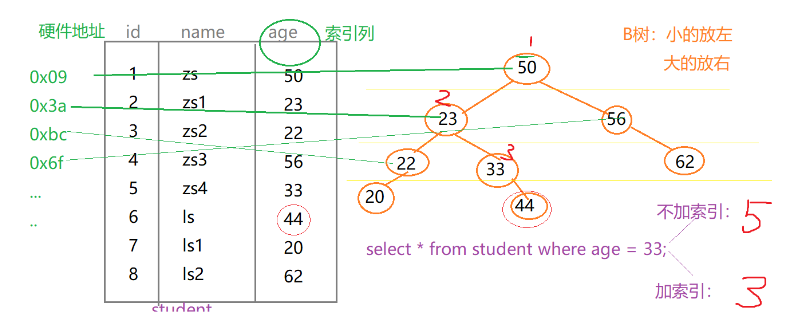 硬件地址 id name age 索引列
0x09 1 zs 50
0x3a 2 zs1 23
0xbc 3 zs2 22
0x6f 4 zs3 56
... 5 zs4 33
.. 6 ls 44
7 ls1 20
8 ls2 62
student
B树：小的放左
大的放右
1
50
2
23
56
3
22
33
62
20
44
不加索引：5
select * from student where age = 33;
加索引：3